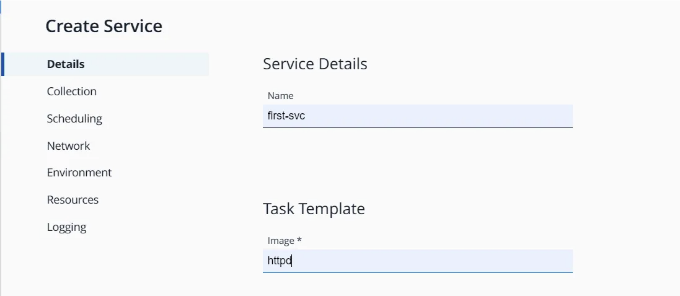 Create Service
Details
Collection
Scheduling
Network
Environment
Resources
Logging
Service Details
Name
first-svc
Task Template
Image *
httpd